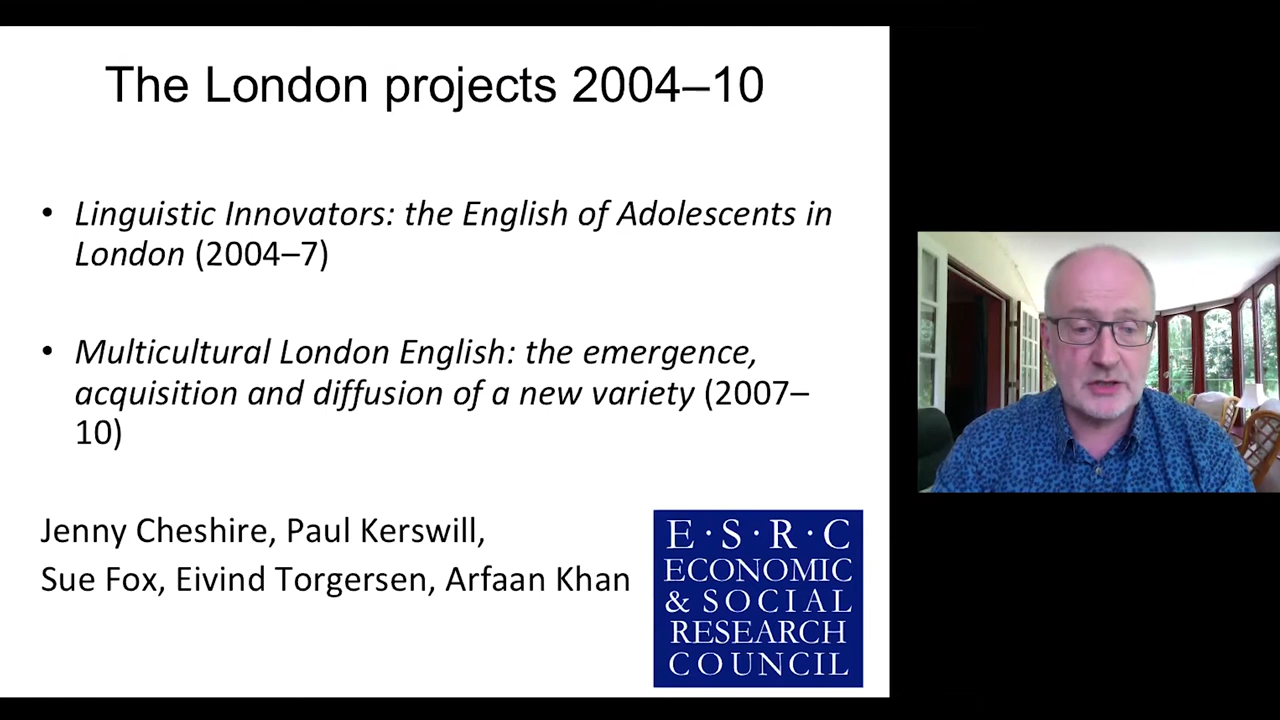 The London projects 2004–10
• Linguistic Innovators: the English of Adolescents in
London (2004–7)
• Multicultural London English: the emergence,
acquisition and diffusion of a new variety (2007–
10)
Jenny Cheshire, Paul Kerswill,
Sue Fox, Eivind Torgersen, Arfaan Khan
E·S·R·C
ECONOMIC
& SOCIAL
RESEARCH
COUNCIL